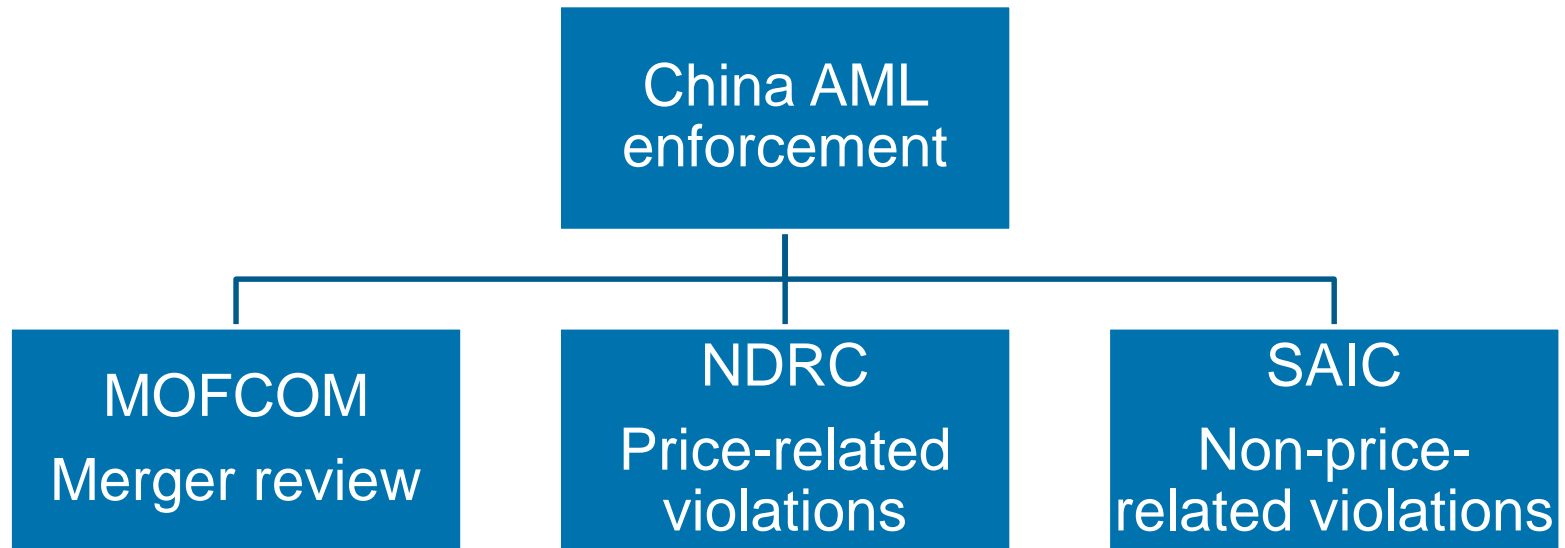 China AML
enforcement
MOFCOM
Merger review
NDRC
Price-related
violations
SAIC
Non-price-
related violations